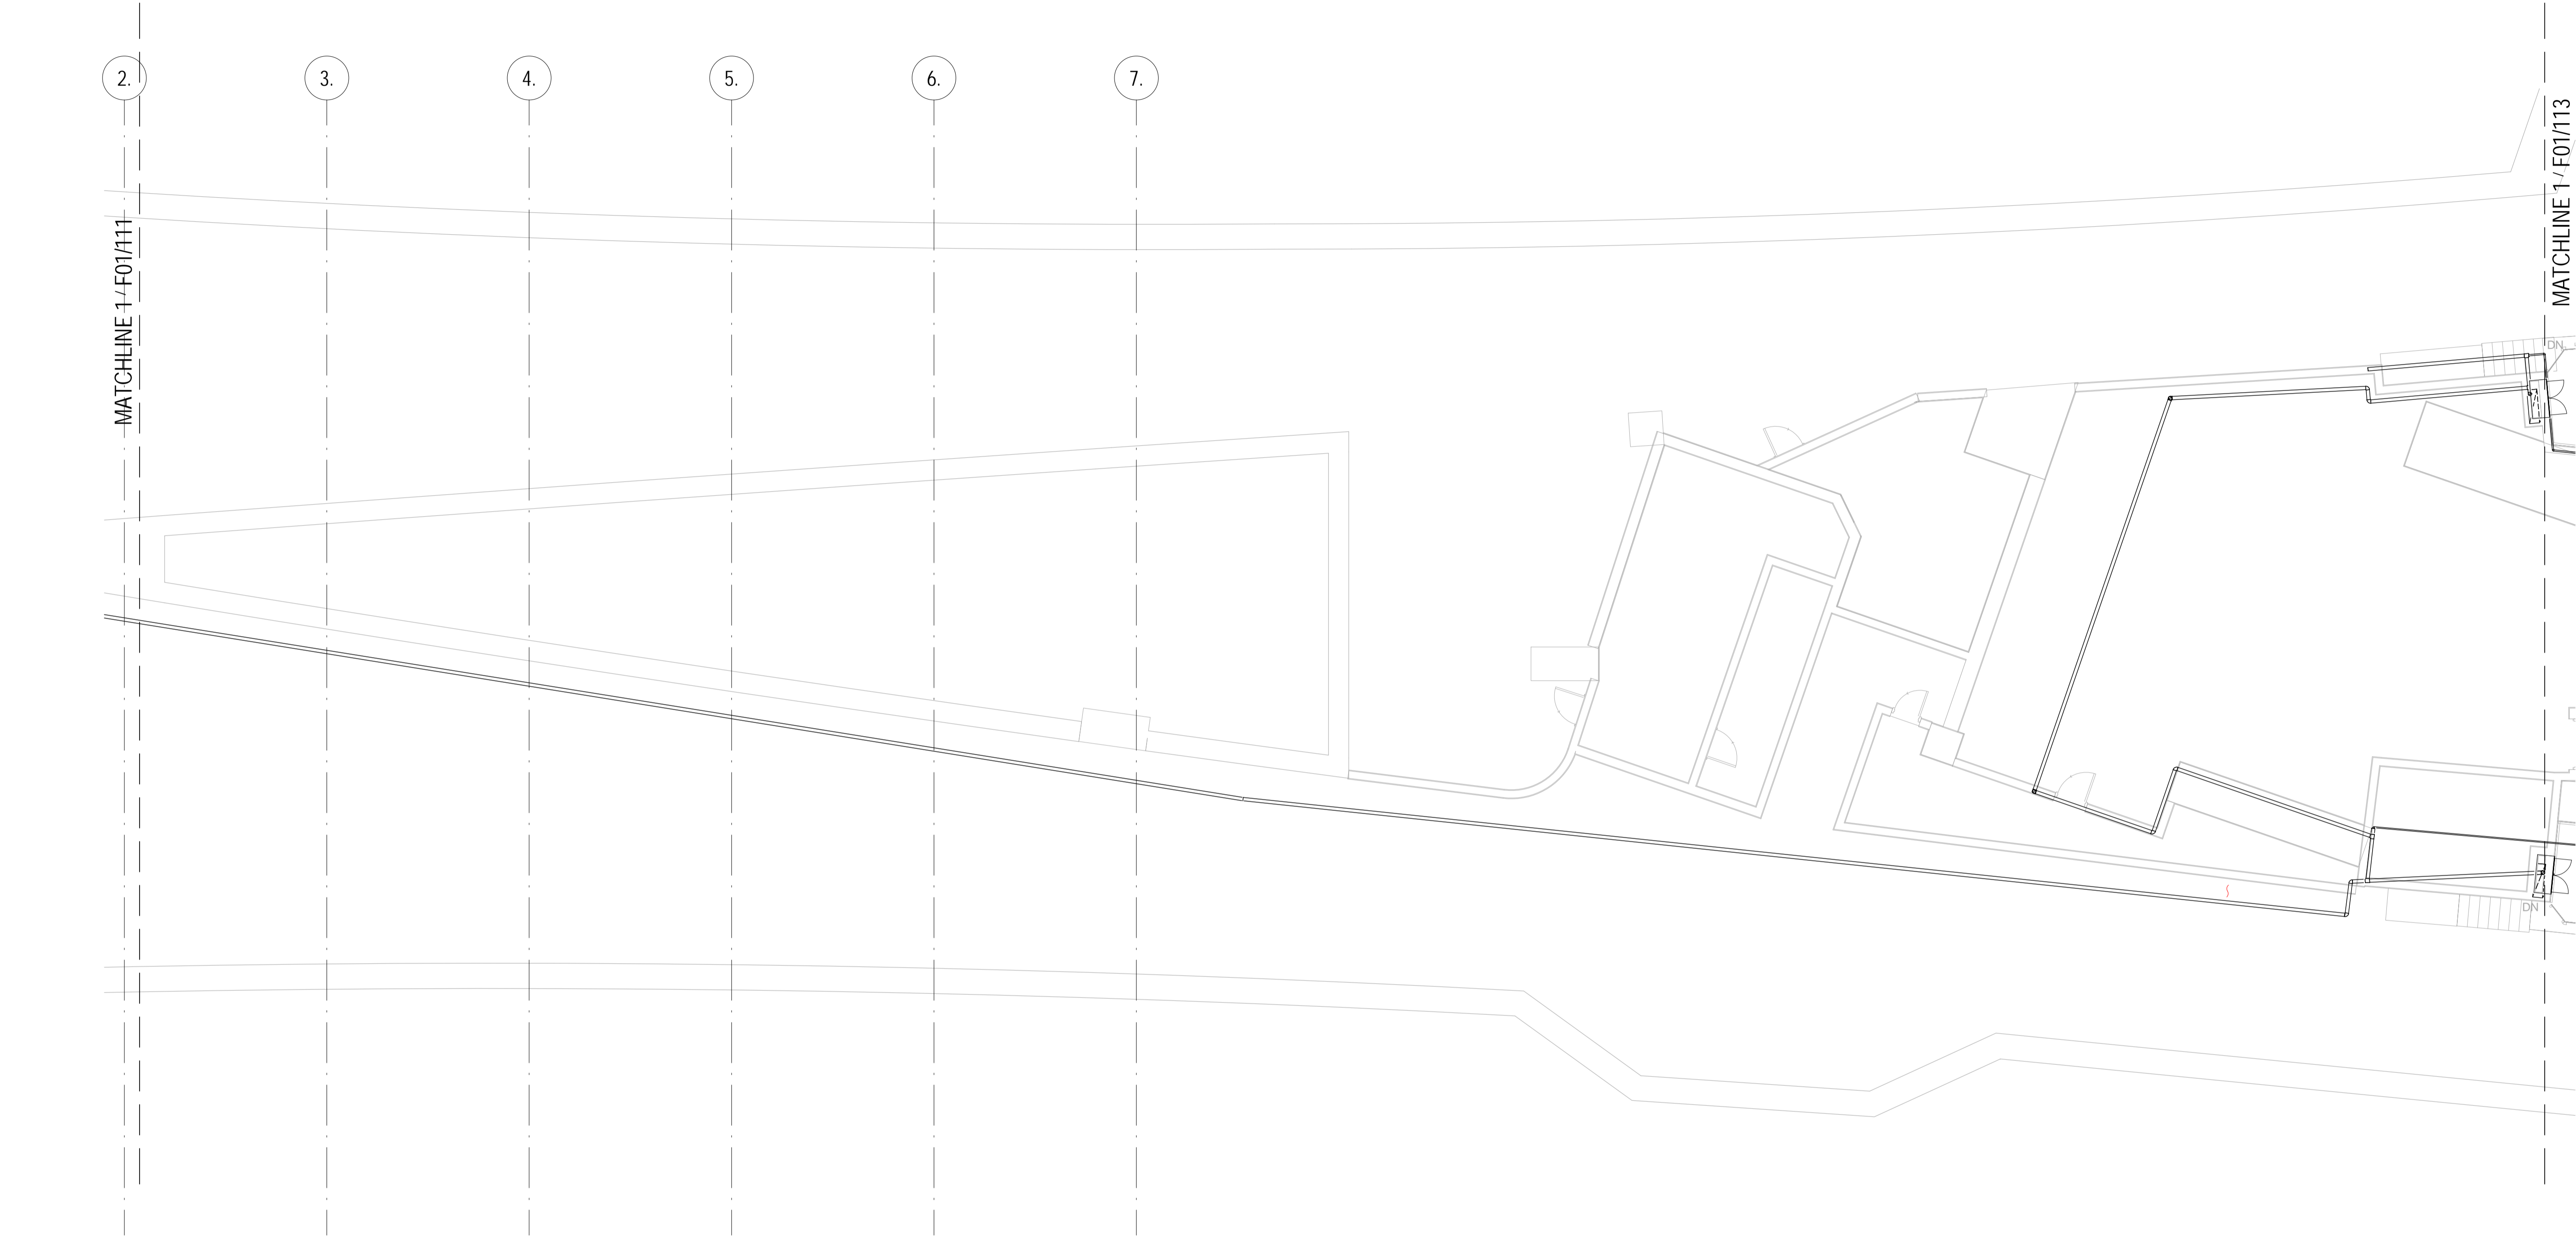 2.
3.
4.
5.
6.
7.
MATCHLINE 1 / F01/111
MATCHLINE 1 / F01/113
DN
DN